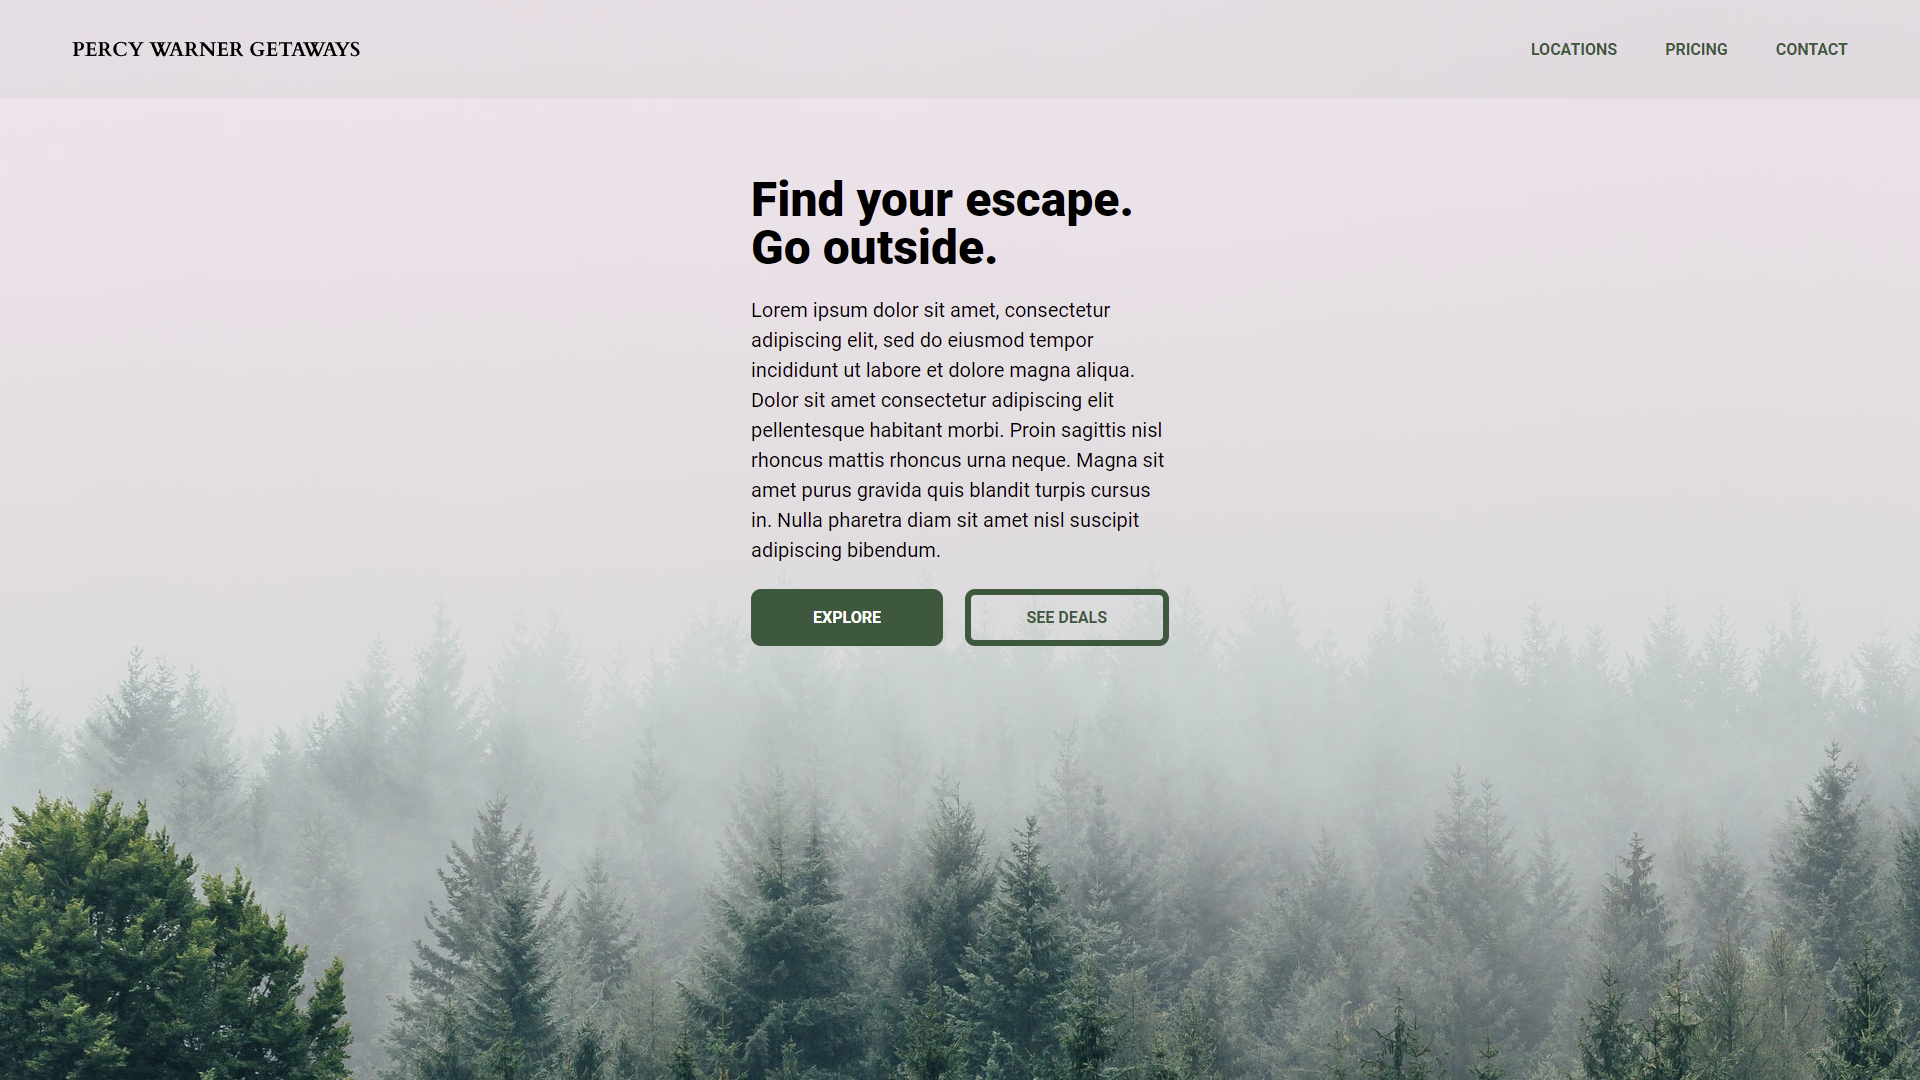 PERCY WARNER GETAWAYS
LOCATIONS PRICING CONTACT
Find your escape.
Go outside.
Lorem ipsum dolor sit amet, consectetur
adipiscing elit, sed do eiusmod tempor
incididunt ut labore et dolore magna aliqua.
Dolor sit amet consectetur adipiscing elit
pellentesque habitant morbi. Proin sagittis nisl
rhoncus mattis rhoncus urna neque. Magna sit
amet purus gravida quis blandit turpis cursus
in. Nulla pharetra diam sit amet nisl suscipit
adipiscing bibendum.
EXPLORE SEE DEALS